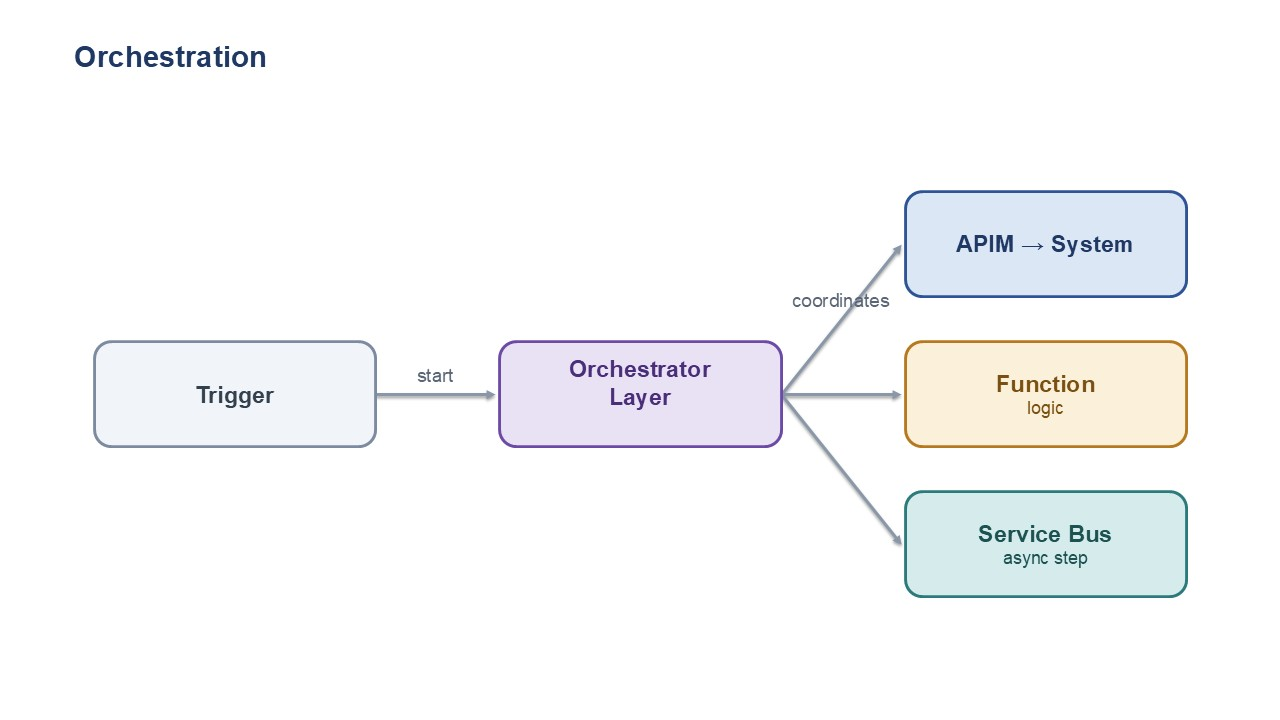 Orchestration
Trigger
start
Orchestrator
Layer
coordinates
APIM → System
Function
logic
Service Bus
async step